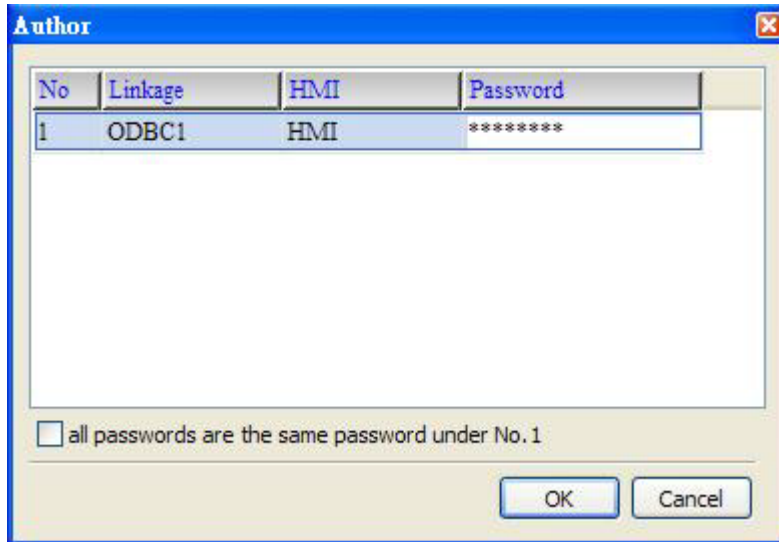 Author
No Linkage HMI Password
1 ODBC1 HMI ********
all passwords are the same password under No.1
OK Cancel